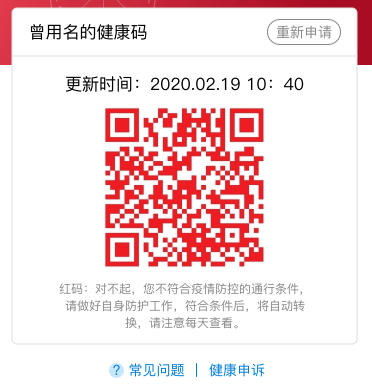 曾用名的健康码
重新申请
更新时间：2020.02.19 10：40
红码：对不起，您不符合疫情防控的通行条件，
请做好自身防护工作，符合条件后，将自动转
换，请注意每天查看。
? 常见问题 | 健康申诉